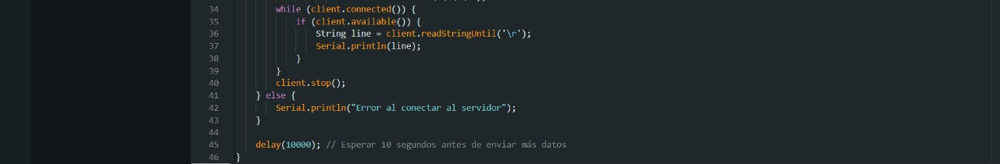 34 while (client.connected()) {
35 if (client.available()) {
36 String line = client.readStringUntil('\r');
37 Serial.println(line);
38 }
39 }
40 client.stop();
41 } else {
42 Serial.println("Error al conectar al servidor");
43 }
44
45 delay(10000); // Esperar 10 segundos antes de enviar más datos
46 }